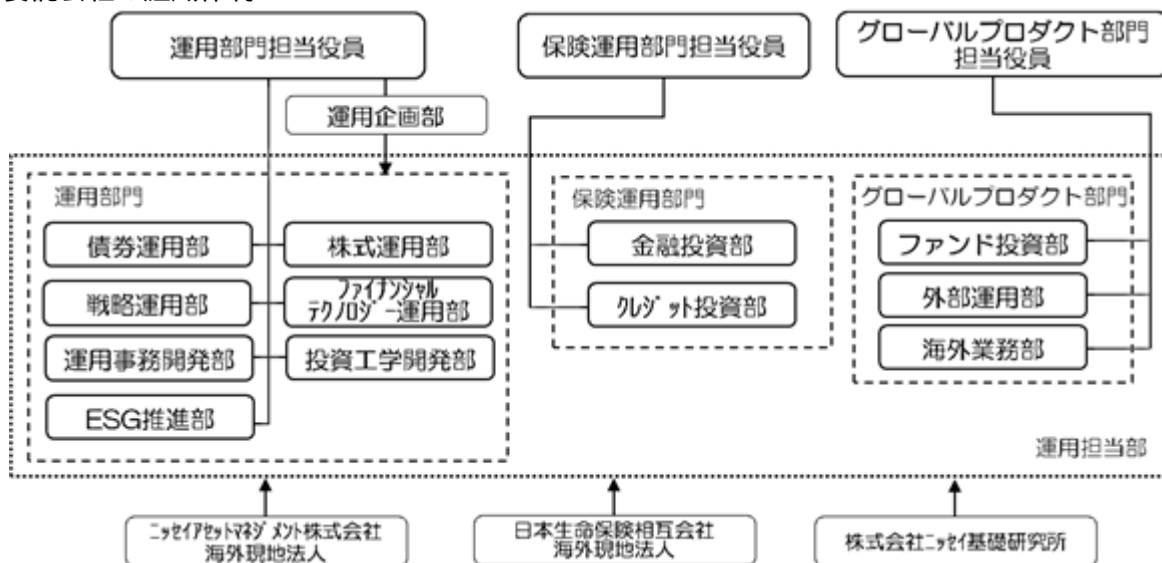 運用部門担当役員
保険運用部門担当役員
グローバルプロダクト部門
担当役員
運用企画部
運用部門
債券運用部
株式運用部
戦略運用部
ファイナンシャル
テクノロジー運用部
運用事務開発部
投資工学開発部
ESG推進部
保険運用部門
金融投資部
クレジット投資部
グローバルプロダクト部門
ファンド投資部
外部運用部
海外業務部
運用担当部
ニッセイアセットマネジメント株式会社
海外現地法人
日本生命保険相互会社
海外現地法人
株式会社ニッセイ基礎研究所